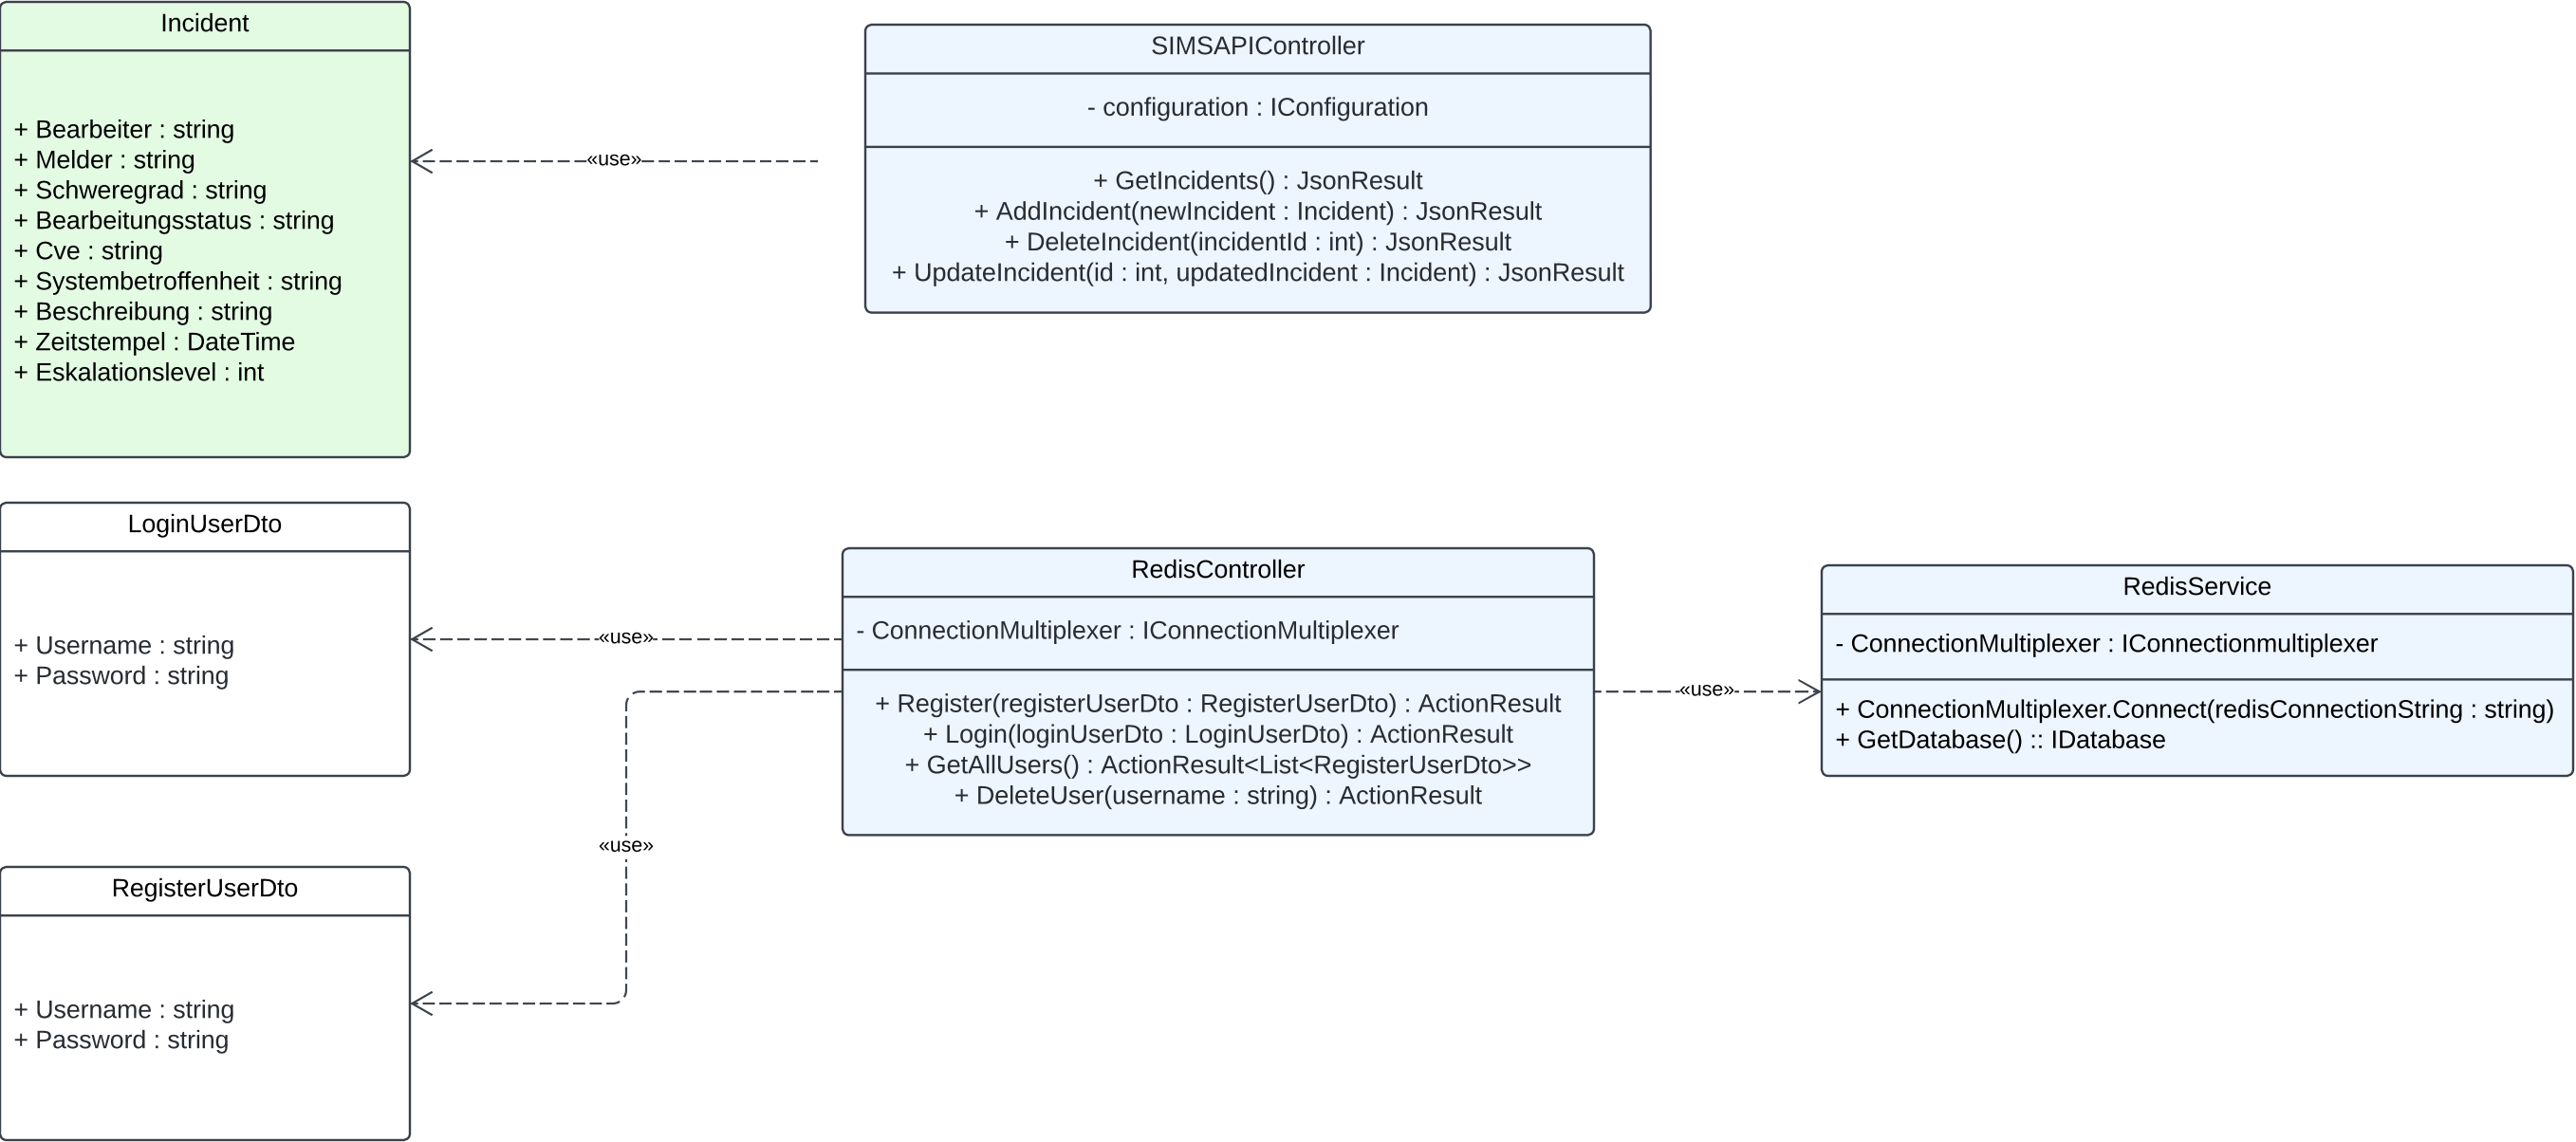 Incident
+ Bearbeiter : string
+ Melder : string
+ Schweregrad : string
+ Bearbeitungsstatus : string
+ Cve : string
+ Systembetroffenheit : string
+ Beschreibung : string
+ Zeitstempel : DateTime
+ Eskalationslevel : int
«use»
SIMSAPIController
- configuration : IConfiguration
+ GetIncidents() : JsonResult
+ AddIncident(newIncident : Incident) : JsonResult
+ DeleteIncident(incidentId : int) : JsonResult
+ UpdateIncident(id : int, updatedIncident : Incident) : JsonResult
LoginUserDto
+ Username : string
+ Password : string
«use»
RedisController
- ConnectionMultiplexer : IConnectionMultiplexer
+ Register(registerUserDto : RegisterUserDto) : ActionResult
+ Login(loginUserDto : LoginUserDto) : ActionResult
+ GetAllUsers() : ActionResult<List<RegisterUserDto>>
+ DeleteUser(username : string) : ActionResult
«use»
RedisService
- ConnectionMultiplexer : IConnectionmultiplexer
+ ConnectionMultiplexer.Connect(redisConnectionString : string)
+ GetDatabase() :: IDatabase
«use»
RegisterUserDto
+ Username : string
+ Password : string